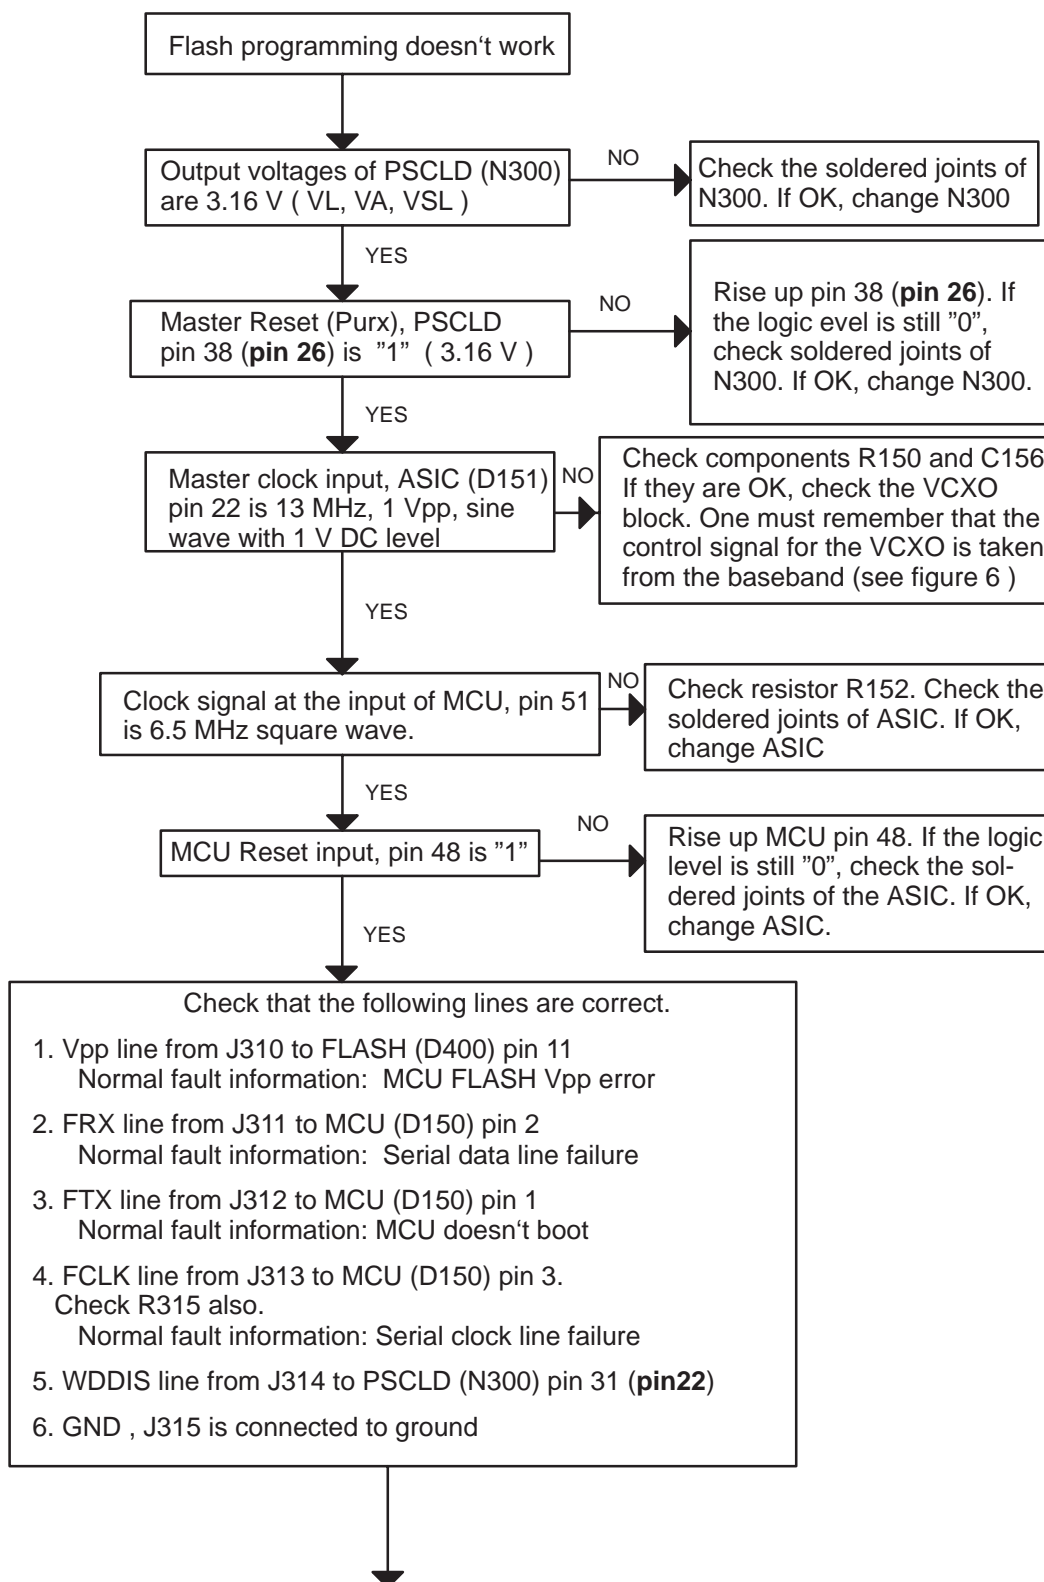 Flash programming doesn‘t work
Output voltages of PSCLD (N300)
are 3.16 V ( VL, VA, VSL )
NO
Check the soldered joints of
N300. If OK, change N300
YES
Master Reset (Purx), PSCLD
pin 38 (pin 26) is ”1” ( 3.16 V )
NO
Rise up pin 38 (pin 26). If
the logic evel is still ”0”,
check soldered joints of
N300. If OK, change N300.
YES
Master clock input, ASIC (D151)
pin 22 is 13 MHz, 1 Vpp, sine
wave with 1 V DC level
NO
Check components R150 and C156
If they are OK, check the VCXO
block. One must remember that the
control signal for the VCXO is taken
from the baseband (see figure 6 )
YES
Clock signal at the input of MCU, pin 51
is 6.5 MHz square wave.
NO
Check resistor R152. Check the
soldered joints of ASIC. If OK,
change ASIC
YES
MCU Reset input, pin 48 is ”1”
NO
Rise up MCU pin 48. If the logic
level is still ”0”, check the sol-
dered joints of the ASIC. If OK,
change ASIC.
YES
Check that the following lines are correct.
1. Vpp line from J310 to FLASH (D400) pin 11
Normal fault information: MCU FLASH Vpp error
2. FRX line from J311 to MCU (D150) pin 2
Normal fault information: Serial data line failure
3. FTX line from J312 to MCU (D150) pin 1
Normal fault information: MCU doesn‘t boot
4. FCLK line from J313 to MCU (D150) pin 3.
Check R315 also.
Normal fault information: Serial clock line failure
5. WDDIS line from J314 to PSCLD (N300) pin 31 (pin22)
6. GND , J315 is connected to ground